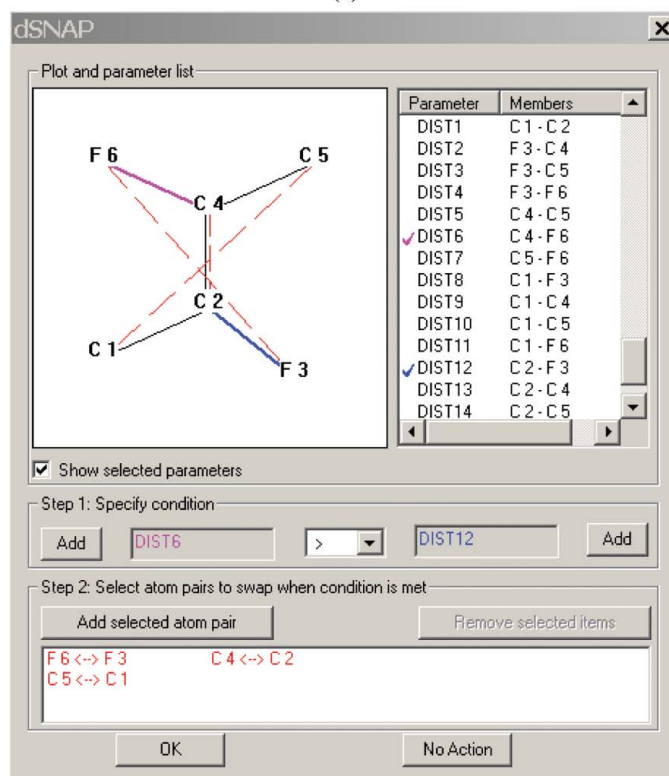 dSNAP
Plot and parameter list
F 6
C 5
C 4
C 2
C 1
F 3
Parameter Members
DIST1 C 1 - C 2
DIST2 F 3 - C 4
DIST3 F 3 - C 5
DIST4 F 3 - F 6
DIST5 C 4 - C 5
DIST6 C 4 - F 6
DIST7 C 5 - F 6
DIST8 C 1 - F 3
DIST9 C 1 - C 4
DIST10 C 1 - C 5
DIST11 C 1 - F 6
DIST12 C 2 - F 3
DIST13 C 2 - C 4
DIST14 C 2 - C 5
Show selected parameters
Step 1: Specify condition
Add DIST6 > DIST12 Add
Step 2: Select atom pairs to swap when condition is met
Add selected atom pair Remove selected items
F 6 <--> F 3 C 4 <--> C 2
C 5 <--> C 1
OK No Action